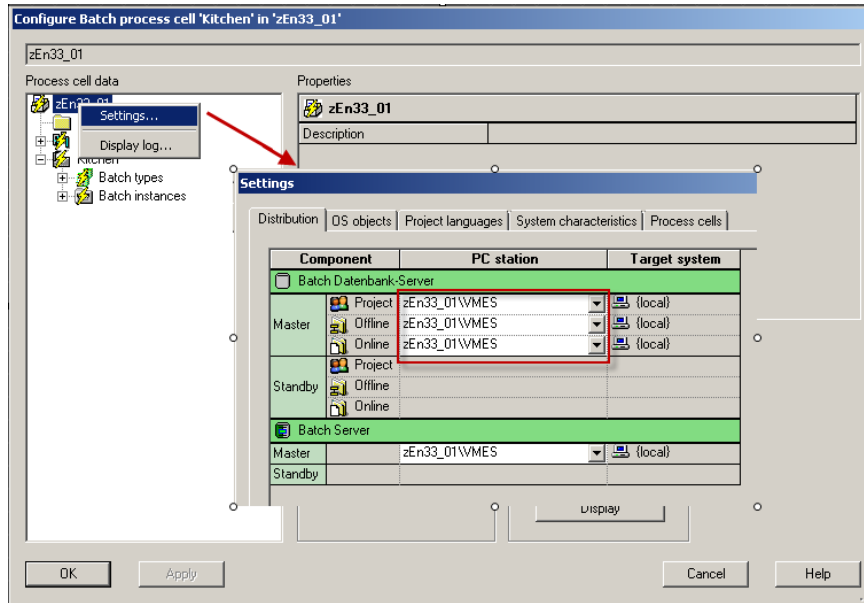 Configure Batch process cell 'Kitchen' in 'zEn33_01'
zEn33_01
Process cell data
Properties
zEn33_01
Settings...
Display log...
Kitchen
Batch types
Batch instances
zEn33_01
Description
Settings
Distribution OS objects Project languages System characteristics Process cells
Component PC station Target system
Batch Datenbank-Server
Master
Project zEn33_01\VMES (local)
Offline zEn33_01\VMES (local)
Online zEn33_01\VMES (local)
Standby
Project
Offline
Online
Batch Server
Master zEn33_01\VMES (local)
Standby
Display
OK Apply Cancel Help